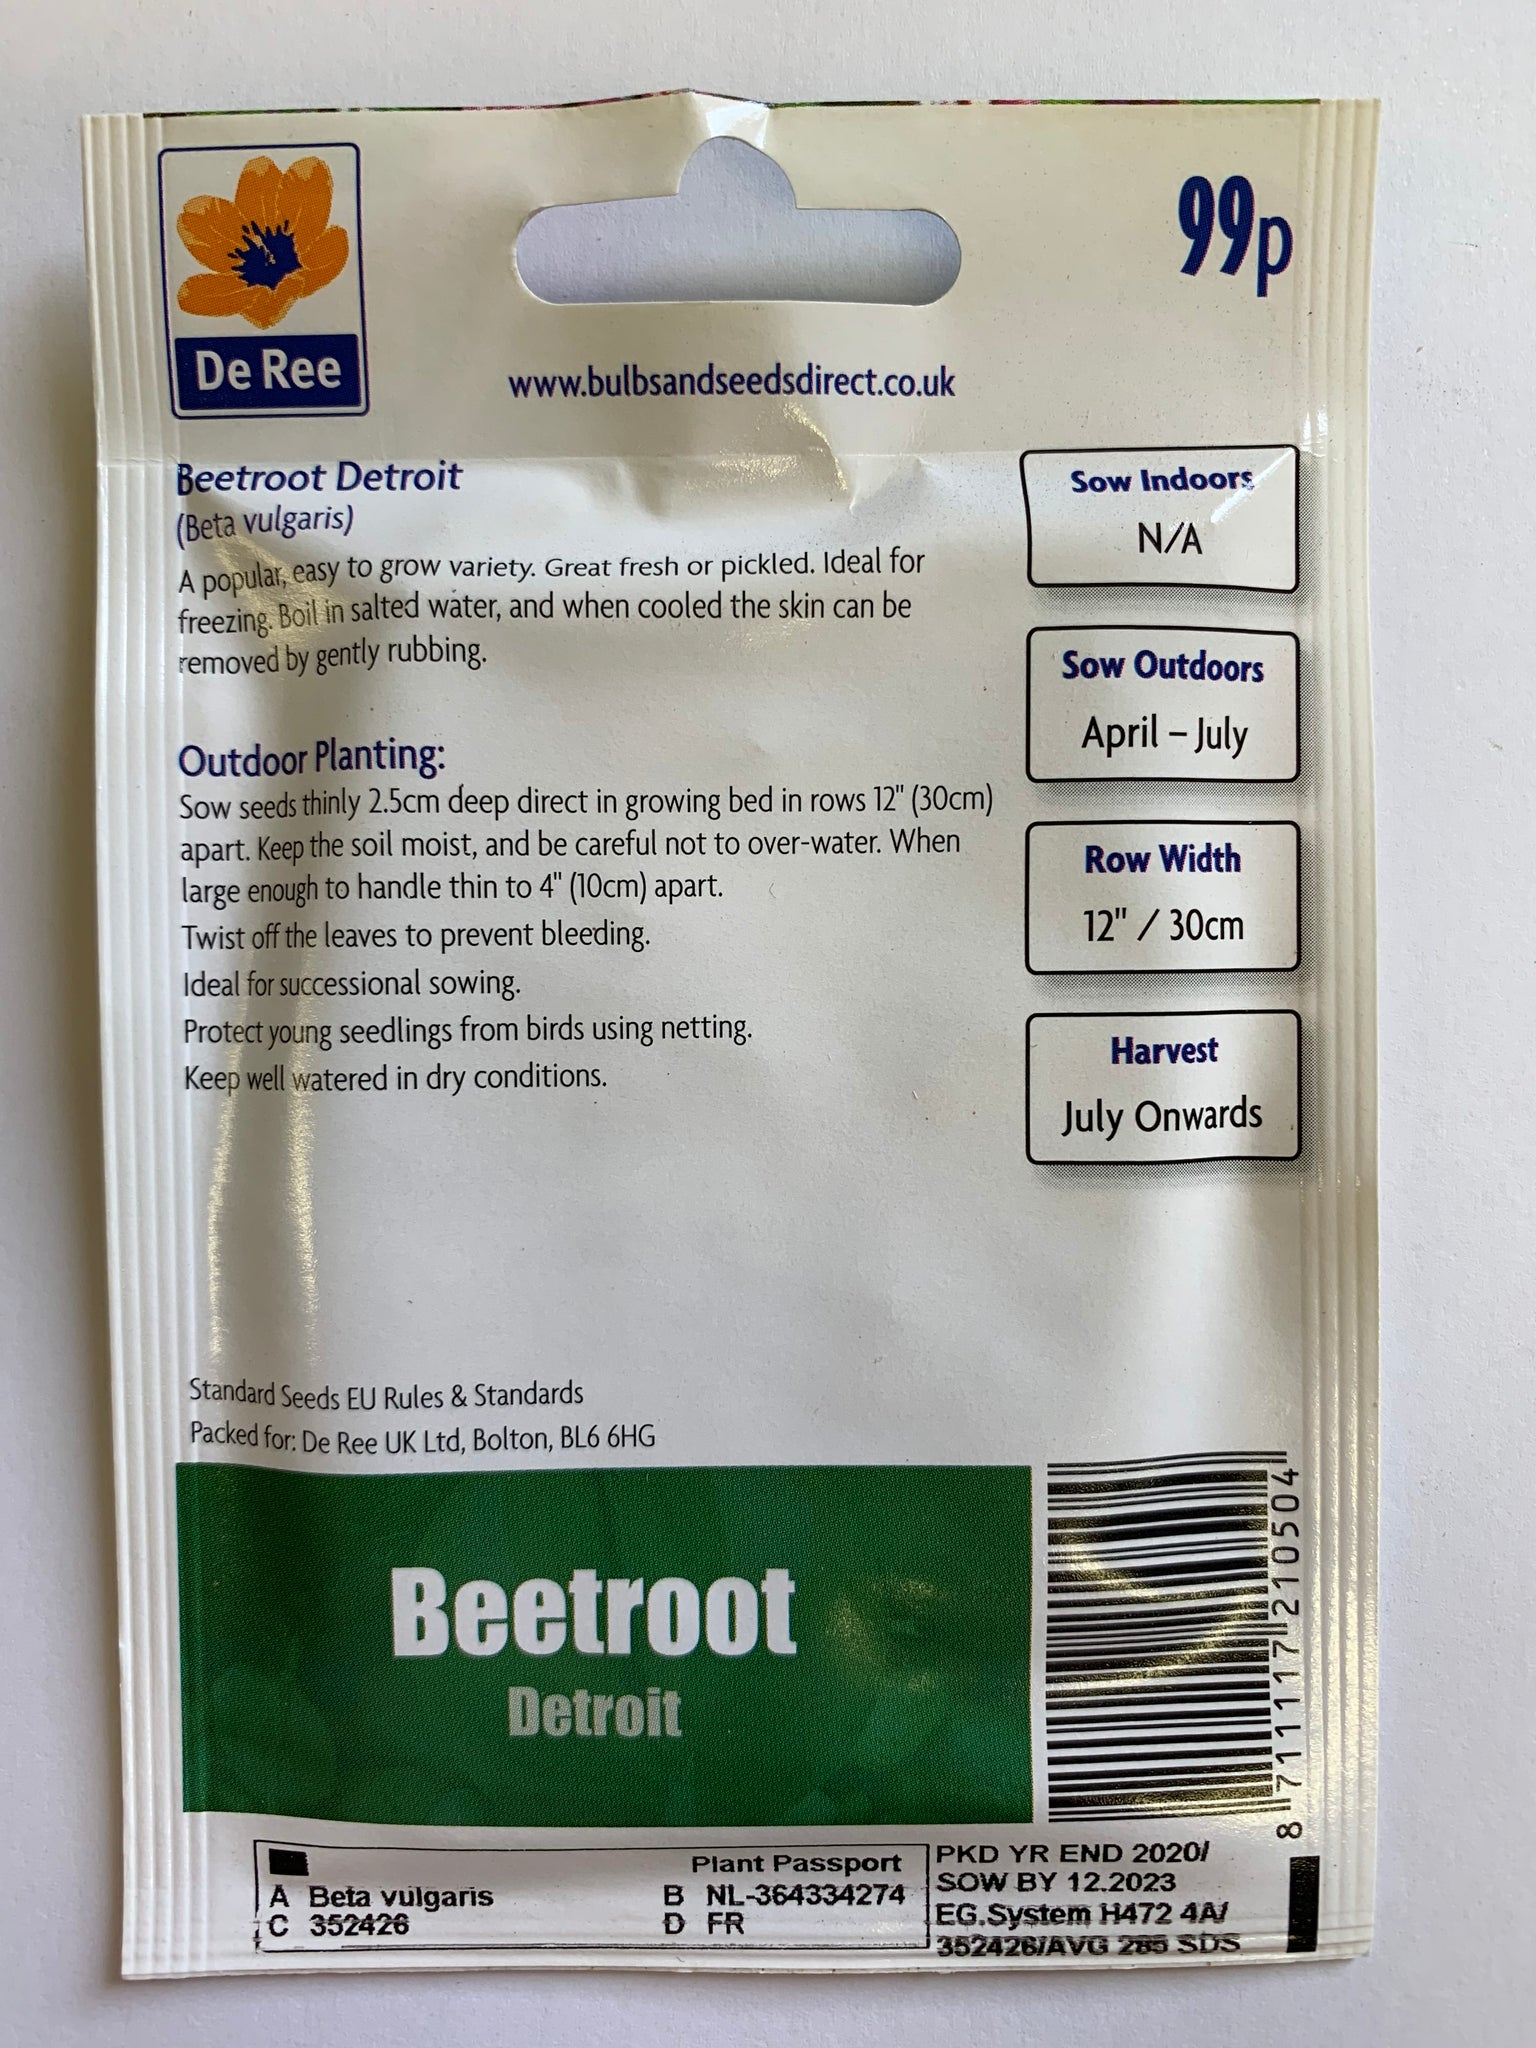 De Ree
99p
www.bulbsandseedsdirect.co.uk
Beetroot Detroit
(Beta vulgaris)
A popular, easy to grow variety. Great fresh or pickled. Ideal for
freezing. Boil in salted water, and when cooled the skin can be
removed by gently rubbing.
Outdoor Planting:
Sow seeds thinly 2.5cm deep direct in growing bed in rows 12" (30cm)
apart. Keep the soil moist, and be careful not to over-water. When
large enough to handle thin to 4" (10cm) apart.
Twist off the leaves to prevent bleeding.
Ideal for successional sowing.
Protect young seedlings from birds using netting.
Keep well watered in dry conditions.
Sow Indoors
N/A
Sow Outdoors
April – July
Row Width
12" / 30cm
Harvest
July Onwards
Standard Seeds EU Rules & Standards
Packed for: De Ree UK Ltd, Bolton, BL6 6HG
Beetroot
Detroit
8 711117 210504
Plant Passport
A Beta vulgaris B NL-364334274
C 352426 D FR
PKD YR END 2020/
SOW BY 12.2023
EG.System H472 4A/
352426/AVG 285 SDS